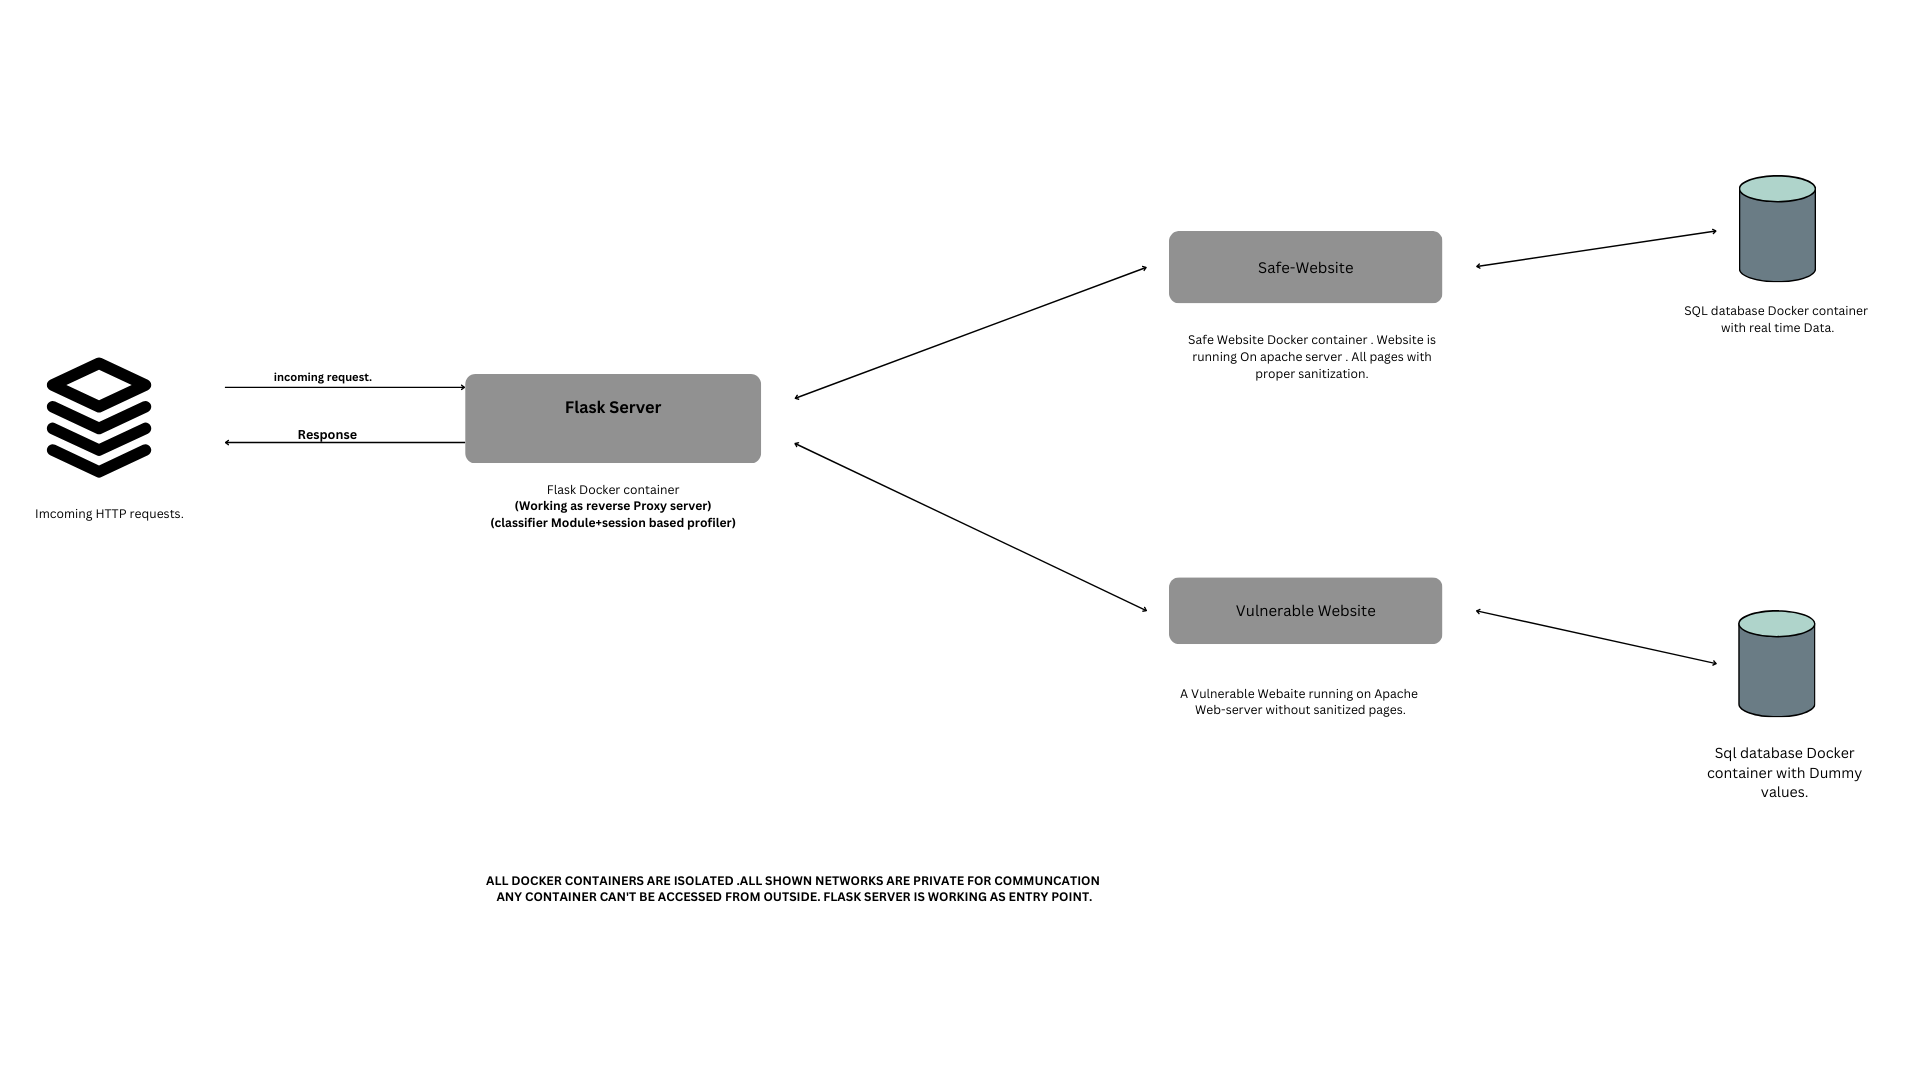 incoming request.
Response
Imcoming HTTP requests.
Flask Server
Flask Docker container
(Working as reverse Proxy server)
(classifier Module+session based profiler)
Safe-Website
Safe Website Docker container . Website is
running On apache server . All pages with
proper sanitization.
SQL database Docker container
with real time Data.
Vulnerable Website
A Vulnerable Webaite running on Apache
Web-server without sanitized pages.
Sql database Docker
container with Dummy
values.
ALL DOCKER CONTAINERS ARE ISOLATED .ALL SHOWN NETWORKS ARE PRIVATE FOR COMMUNCATION
ANY CONTAINER CAN'T BE ACCESSED FROM OUTSIDE. FLASK SERVER IS WORKING AS ENTRY POINT.